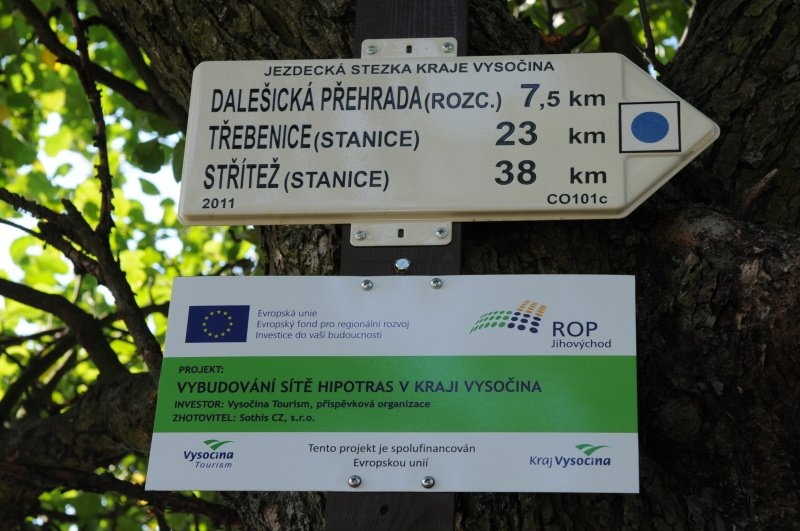 JEZDECKÁ STEZKA KRAJE VYSOČINA
DALEŠICKÁ PŘEHRADA (ROZC.) 7,5 km
TŘEBENICE (STANICE) 23 km
STŘÍTEŽ (STANICE) 38 km
2011 CO101c
Evropská unie
Evropský fond pro regionální rozvoj
Investice do vaší budoucnosti
ROP
Jihovýchod
PROJEKT:
VYBUDOVÁNÍ SÍTĚ HIPOTRAS V KRAJI VYSOČINA
INVESTOR: Vysočina Tourism, příspěvková organizace
ZHOTOVITEL: Sothis CZ, s.r.o.
Vysočina
Tourism
Tento projekt je spolufinancován
Evropskou unií
Kraj Vysočina